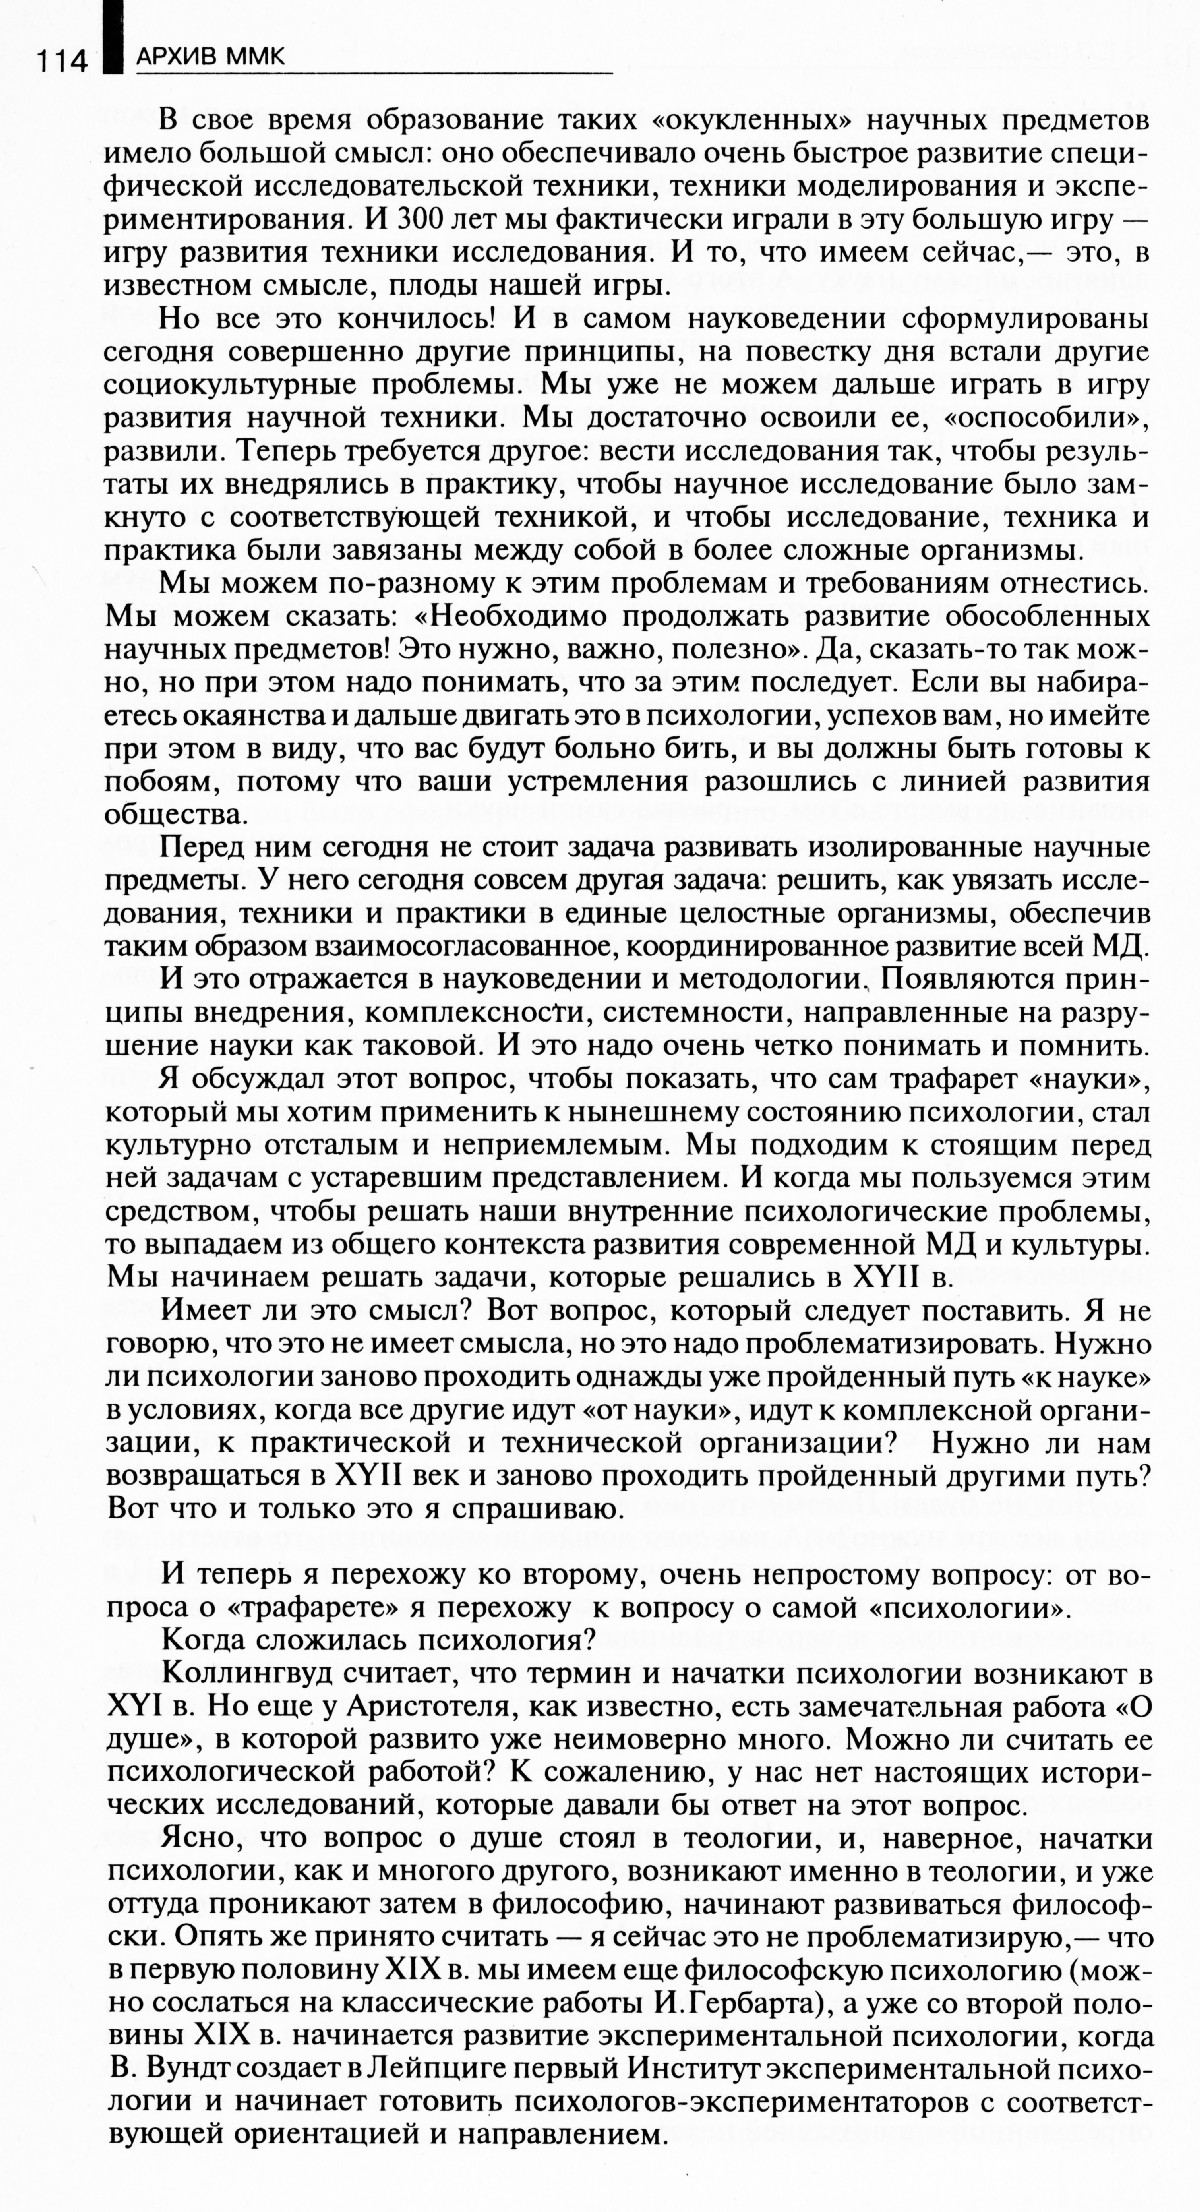 114 АРХИВ ММК
В свое время образование таких «окукленных» научных предметов
имело большой смысл: оно обеспечивало очень быстрое развитие специ-
фической исследовательской техники, техники моделирования и экспе-
риментирования. И 300 лет мы фактически играли в эту большую игру —
игру развития техники исследования. И то, что имеем сейчас,— это, в
известном смысле, плоды нашей игры.
Но все это кончилось! И в самом науковедении сформулированы
сегодня совершенно другие принципы, на повестку дня встали другие
социокультурные проблемы. Мы уже не можем дальше играть в игру
развития научной техники. Мы достаточно освоили ее, «оспособили»,
развили. Теперь требуется другое: вести исследования так, чтобы резуль-
таты их внедрялись в практику, чтобы научное исследование было зам-
кнуто с соответствующей техникой, и чтобы исследование, техника и
практика были завязаны между собой в более сложные организмы.
Мы можем по-разному к этим проблемам и требованиям отнестись.
Мы можем сказать: «Необходимо продолжать развитие обособленных
научных предметов! Это нужно, важно, полезно». Да, сказать-то так мож-
но, но при этом надо понимать, что за этим последует. Если вы набира-
етесь окаянства и дальше двигать это в психологии, успехов вам, но имейте
при этом в виду, что вас будут больно бить, и вы должны быть готовы к
побоям, потому что ваши устремления разошлись с линией развития
общества.
Перед ним сегодня не стоит задача развивать изолированные научные
предметы. У него сегодня совсем другая задача: решить, как увязать иссле-
дования, техники и практики в единые целостные организмы, обеспечив
таким образом взаимосогласованное, координированное развитие всей МД.
И это отражается в науковедении и методологии. Появляются прин-
ципы внедрения, комплексности, системности, направленные на разру-
шение науки как таковой. И это надо очень четко понимать и помнить.
Я обсуждал этот вопрос, чтобы показать, что сам трафарет «науки»,
который мы хотим применить к нынешнему состоянию психологии, стал
культурно отсталым и неприемлемым. Мы подходим к стоящим перед
ней задачам с устаревшим представлением. И когда мы пользуемся этим
средством, чтобы решать наши внутренние психологические проблемы,
то выпадаем из общего контекста развития современной МД и культуры.
Мы начинаем решать задачи, которые решались в XYII в.
Имеет ли это смысл? Вот вопрос, который следует поставить. Я не
говорю, что это не имеет смысла, но это надо проблематизировать. Нужно
ли психологии заново проходить однажды уже пройденный путь «к науке»
в условиях, когда все другие идут «от науки», идут к комплексной органи-
зации, к практической и технической организации? Нужно ли нам
возвращаться в XYII век и заново проходить пройденный другими путь?
Вот что и только это я спрашиваю.
И теперь я перехожу ко второму, очень непростому вопросу: от во-
проса о «трафарете» я перехожу к вопросу о самой «психологии».
Когда сложилась психология?
Коллингвуд считает, что термин и начатки психологии возникают в
XYI в. Но еще у Аристотеля, как известно, есть замечательная работа «О
душе», в которой развито уже неимоверно много. Можно ли считать ее
психологической работой? К сожалению, у нас нет настоящих истори-
ческих исследований, которые давали бы ответ на этот вопрос.
Ясно, что вопрос о душе стоял в теологии, и, наверное, начатки
психологии, как и многого другого, возникают именно в теологии, и уже
оттуда проникают затем в философию, начинают развиваться философ-
ски. Опять же принято считать — я сейчас это не проблематизирую,— что
в первую половину XIX в. мы имеем еще философскую психологию (мож-
но сослаться на классические работы И.Гербарта), а уже со второй поло-
вины XIX в. начинается развитие экспериментальной психологии, когда
В. Вундт создает в Лейпциге первый Институт экспериментальной психо-
логии и начинает готовить психологов-экспериментаторов с соответст-
вующей ориентацией и направлением.